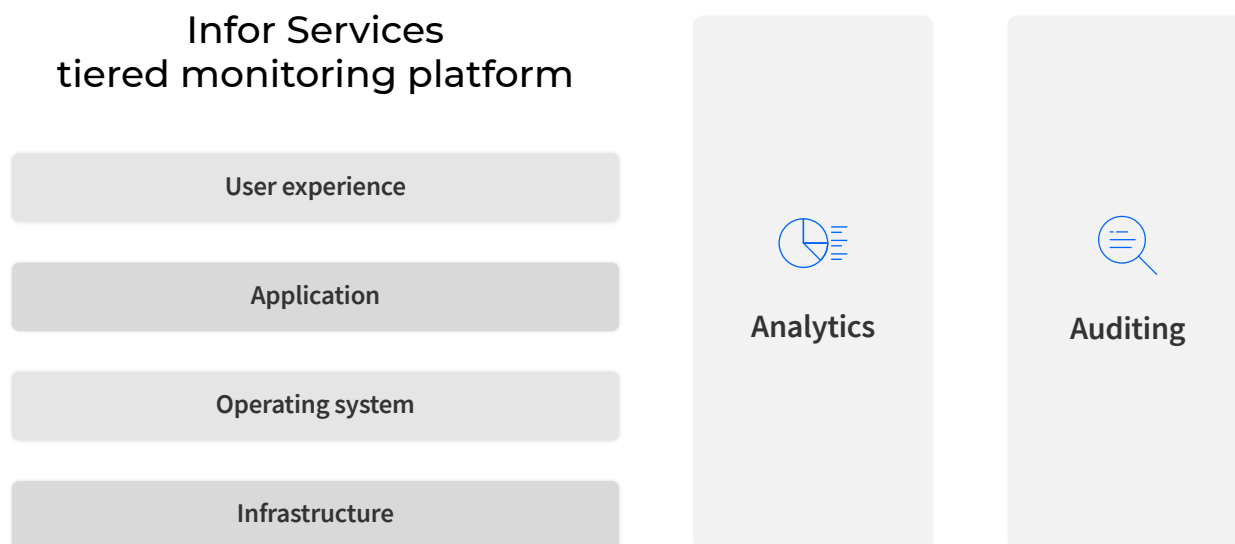 Infor Services
tiered monitoring platform
User experience
Application
Operating system
Infrastructure
Analytics
Auditing